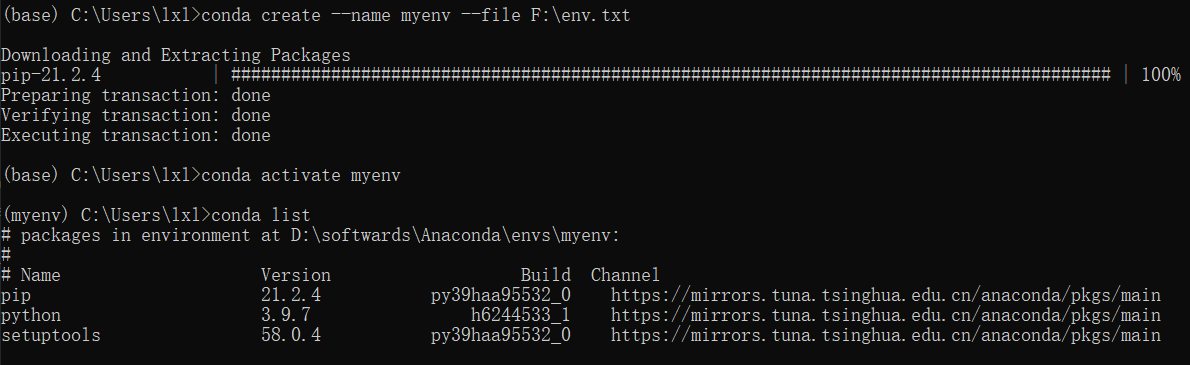 (base) C:\Users\lxl>conda create --name myenv --file F:\env.txt
Downloading and Extracting Packages
pip-21.2.4           | ######################################################################################## | 100%
Preparing transaction: done
Verifying transaction: done
Executing transaction: done
(base) C:\Users\lxl>conda activate myenv
(myenv) C:\Users\lxl>conda list
# packages in environment at D:\softwards\Anaconda\envs\myenv:
#
# Name                    Version                   Build  Channel
pip                       21.2.4           py39haa95532_0    https://mirrors.tuna.tsinghua.edu.cn/anaconda/pkgs/main
python                    3.9.7                h6244533_1    https://mirrors.tuna.tsinghua.edu.cn/anaconda/pkgs/main
setuptools                58.0.4           py39haa95532_0    https://mirrors.tuna.tsinghua.edu.cn/anaconda/pkgs/main